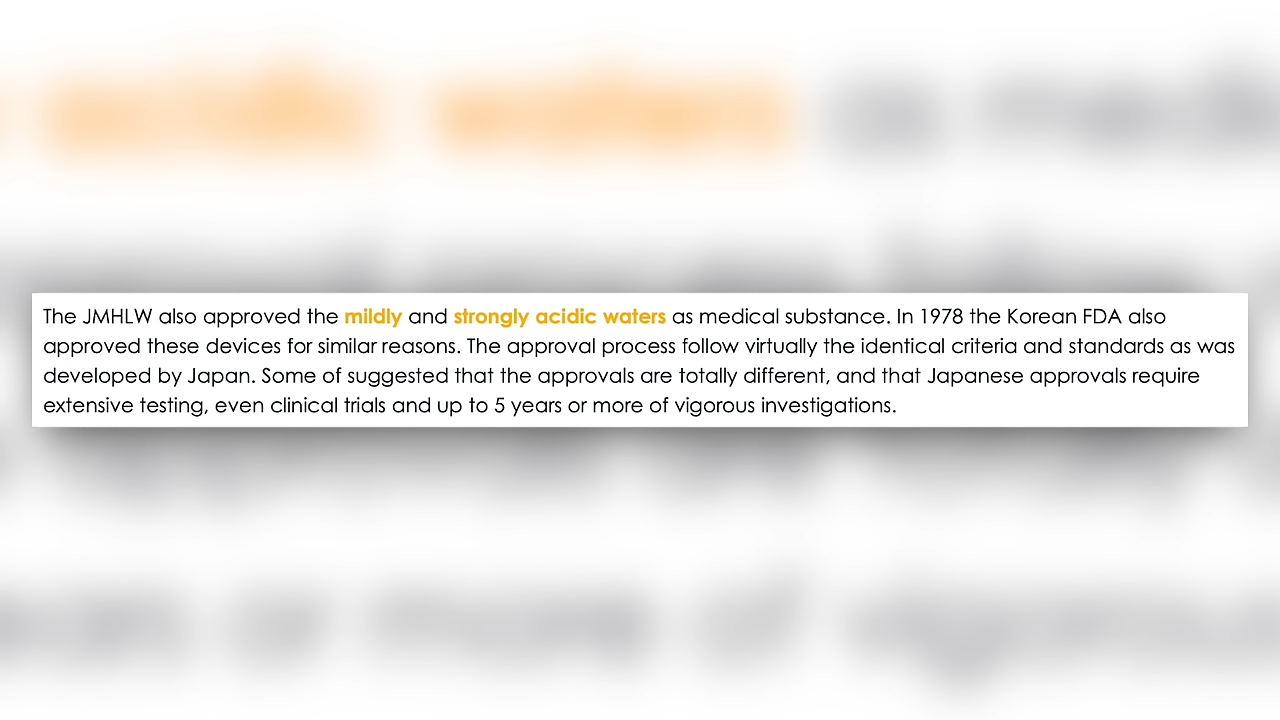 The JMHLW also approved the mildly and strongly acidic waters as medical substance. In 1978 the Korean FDA also
approved these devices for similar reasons. The approval process follow virtually the identical criteria and standards as was
developed by Japan. Some of suggested that the approvals are totally different, and that Japanese approvals require
extensive testing, even clinical trials and up to 5 years or more of vigorous investigations.